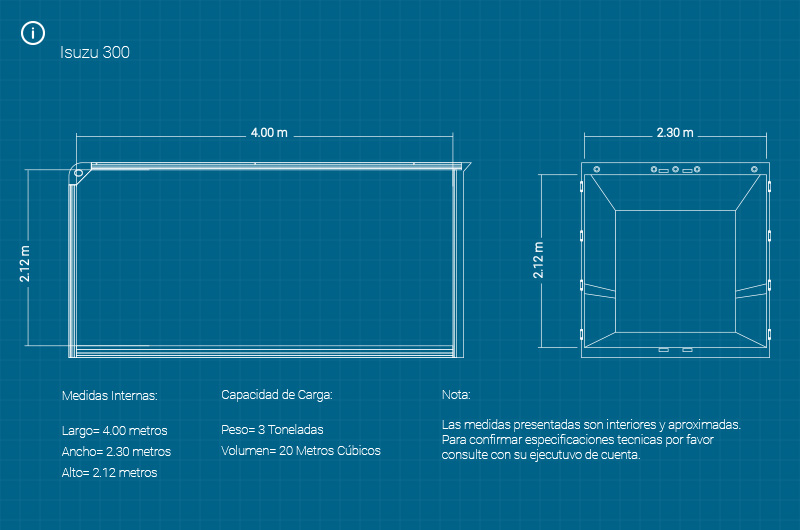 i
Isuzu 300
4.00 m
2.30 m
2.12 m
2.12 m
Medidas Internas:
Largo= 4.00 metros
Ancho= 2.30 metros
Alto= 2.12 metros
Capacidad de Carga:
Peso= 3 Toneladas
Volumen= 20 Metros Cúbicos
Nota:
Las medidas presentadas son interiores y aproximadas.
Para confirmar especificaciones tecnicas por favor
consulte con su ejecutuvo de cuenta.